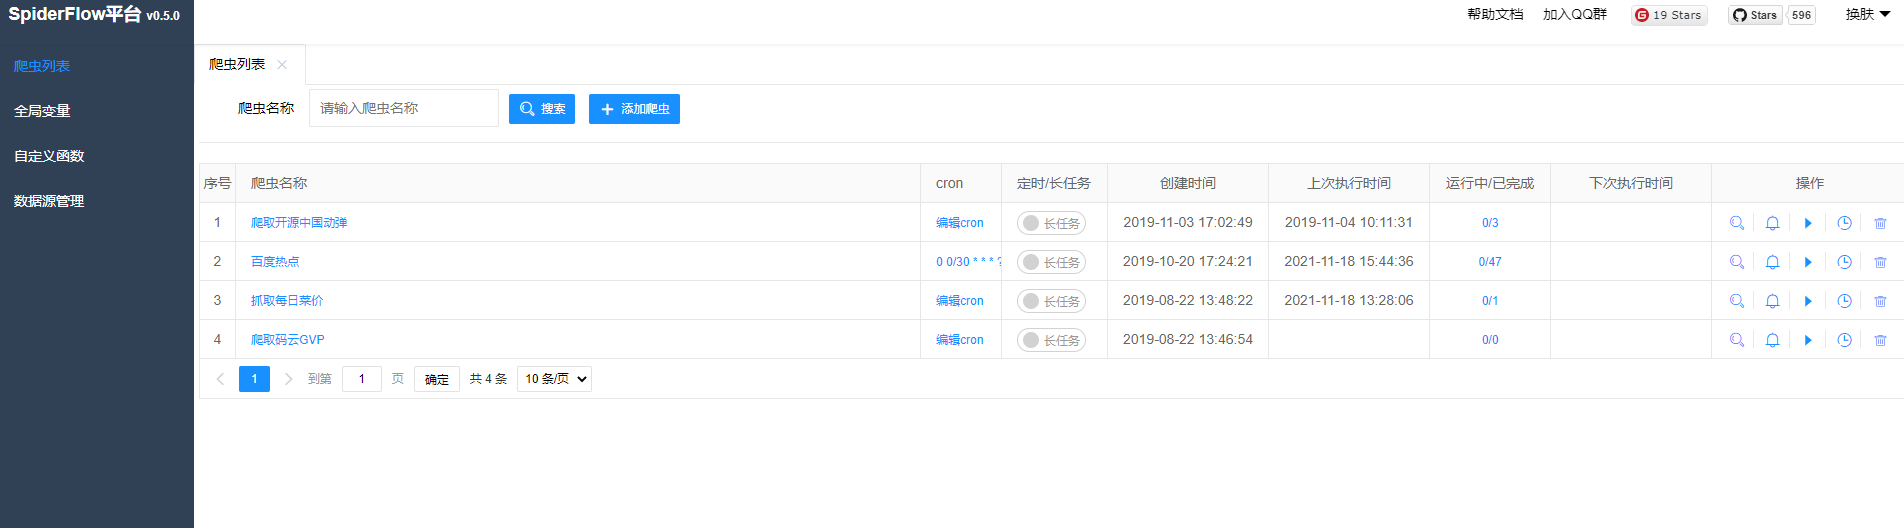 SpiderFlow平台 v0.5.0
帮助文档 加入QQ群 19 Stars Stars 596 换肤
爬虫列表
全局变量
自定义函数
数据源管理
爬虫列表
爬虫名称 请输入爬虫名称 搜索 添加爬虫
序号 爬虫名称 cron 定时/长任务 创建时间 上次执行时间 运行中/已完成 下次执行时间 操作
1 爬取开源中国动弹 编辑cron 长任务 2019-11-03 17:02:49 2019-11-04 10:11:31 0/3
2 百度热点 0 0/30 * * * ? 长任务 2019-10-20 17:24:21 2021-11-18 15:44:36 0/47
3 抓取每日菜价 编辑cron 长任务 2019-08-22 13:48:22 2021-11-18 13:28:06 0/1
4 爬取码云GVP 编辑cron 长任务 2019-08-22 13:46:54 0/0
1 到第 1 页 确定 共 4 条 10 条/页